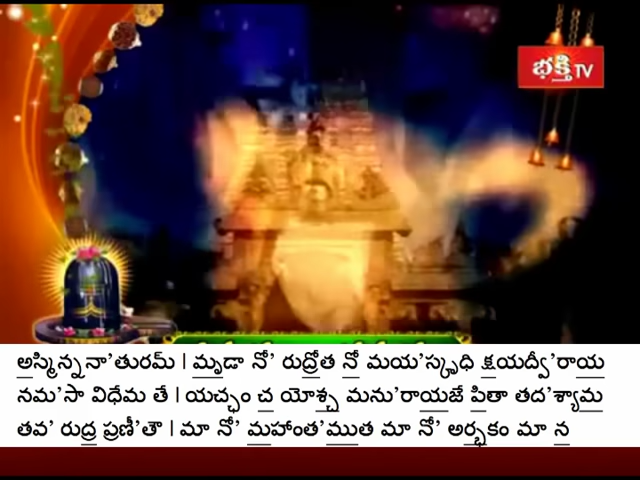 భక్తి TV
అస్మిన్ననా’తురమ్ | మృడా నో’ రుద్రోత నో మయ’స్కృధి క్షయద్వీ’రాయ
నమ’సా విధేమ తే | యచ్ఛం చ యోశ్చ మను’రాయజే పితా తద’శ్యామ
తవ’ రుద్ర ప్రణీ’తౌ | మా నో’ మహాంత’ముత మా నో’ అర్భకం మా న